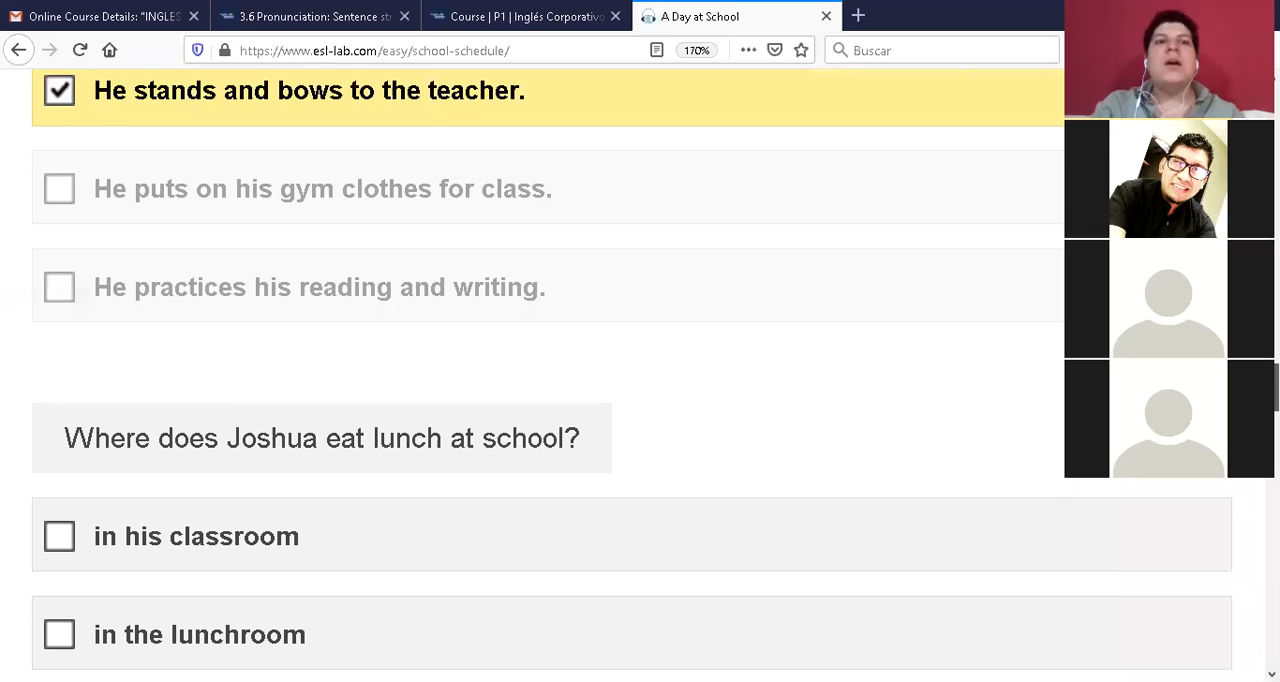 Online Course Details: "INGLES
3.6 Pronunciation: Sentence str
Course | P1 | Inglés Corporativo
A Day at School
https://www.esl-lab.com/easy/school-schedule/
170%
Buscar
He stands and bows to the teacher.
He puts on his gym clothes for class.
He practices his reading and writing.
Where does Joshua eat lunch at school?
in his classroom
in the lunchroom